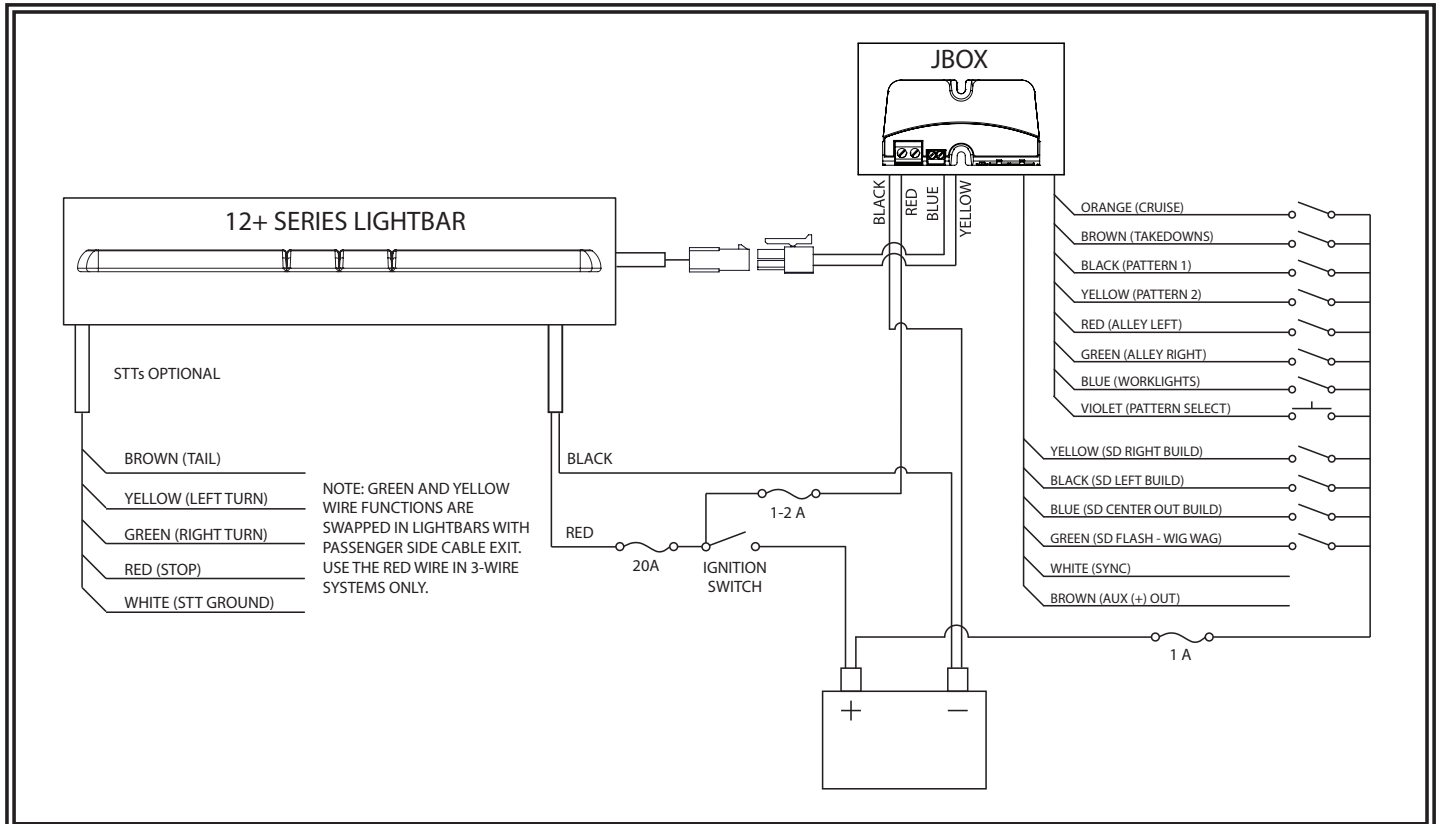 JBOX
BLACK
RED
BLUE
YELLOW
12+ SERIES LIGHTBAR
ORANGE (CRUISE)
BROWN (TAKEDOWNS)
BLACK (PATTERN 1)
YELLOW (PATTERN 2)
RED (ALLEY LEFT)
GREEN (ALLEY RIGHT)
BLUE (WORKLIGHTS)
VIOLET (PATTERN SELECT)
YELLOW (SD RIGHT BUILD)
BLACK (SD LEFT BUILD)
BLUE (SD CENTER OUT BUILD)
GREEN (SD FLASH - WIG WAG)
WHITE (SYNC)
BROWN (AUX (+) OUT)
STTs OPTIONAL
BROWN (TAIL)
YELLOW (LEFT TURN)
GREEN (RIGHT TURN)
RED (STOP)
WHITE (STT GROUND)
NOTE: GREEN AND YELLOW
WIRE FUNCTIONS ARE
SWAPPED IN LIGHTBARS WITH
PASSENGER SIDE CABLE EXIT.
USE THE RED WIRE IN 3-WIRE
SYSTEMS ONLY.
BLACK
RED
20A
1-2 A
IGNITION
SWITCH
1 A
+
−